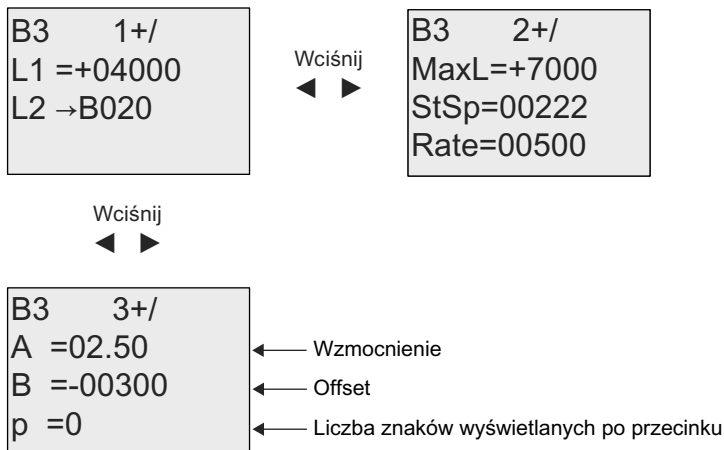 B3 1+/
L1 =+04000
L2 →B020
Wciśnij
◄ ►
B3 2+/
MaxL=+7000
StSp=00222
Rate=00500
Wciśnij
◄ ►
B3 3+/
A =02.50
B =-00300
p =0
Wzmocnienie
Offset
Liczba znaków wyświetlanych po przecinku